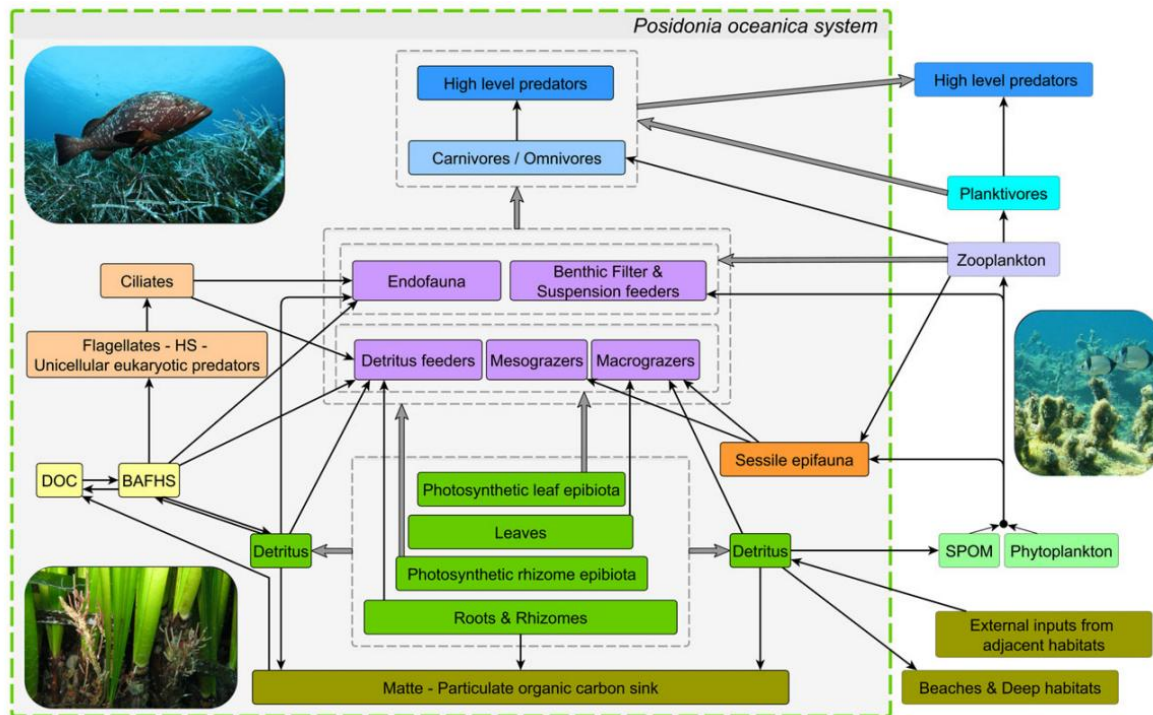 Posidonia oceanica system
High level predators
High level predators
Carnivores / Omnivores
Planktivores
Zooplankton
Ciliates
Endofauna
Benthic Filter &
Suspension feeders
Flagellates - HS -
Unicellular eukaryotic predators
Detritus feeders
Mesograzers
Macrograzers
Sessile epifauna
DOC
BAFHS
Photosynthetic leaf epibiota
Leaves
Detritus
Detritus
SPOM
Phytoplankton
Photosynthetic rhizome epibiota
Roots & Rhizomes
External inputs from
adjacent habitats
Matte - Particulate organic carbon sink
Beaches & Deep habitats